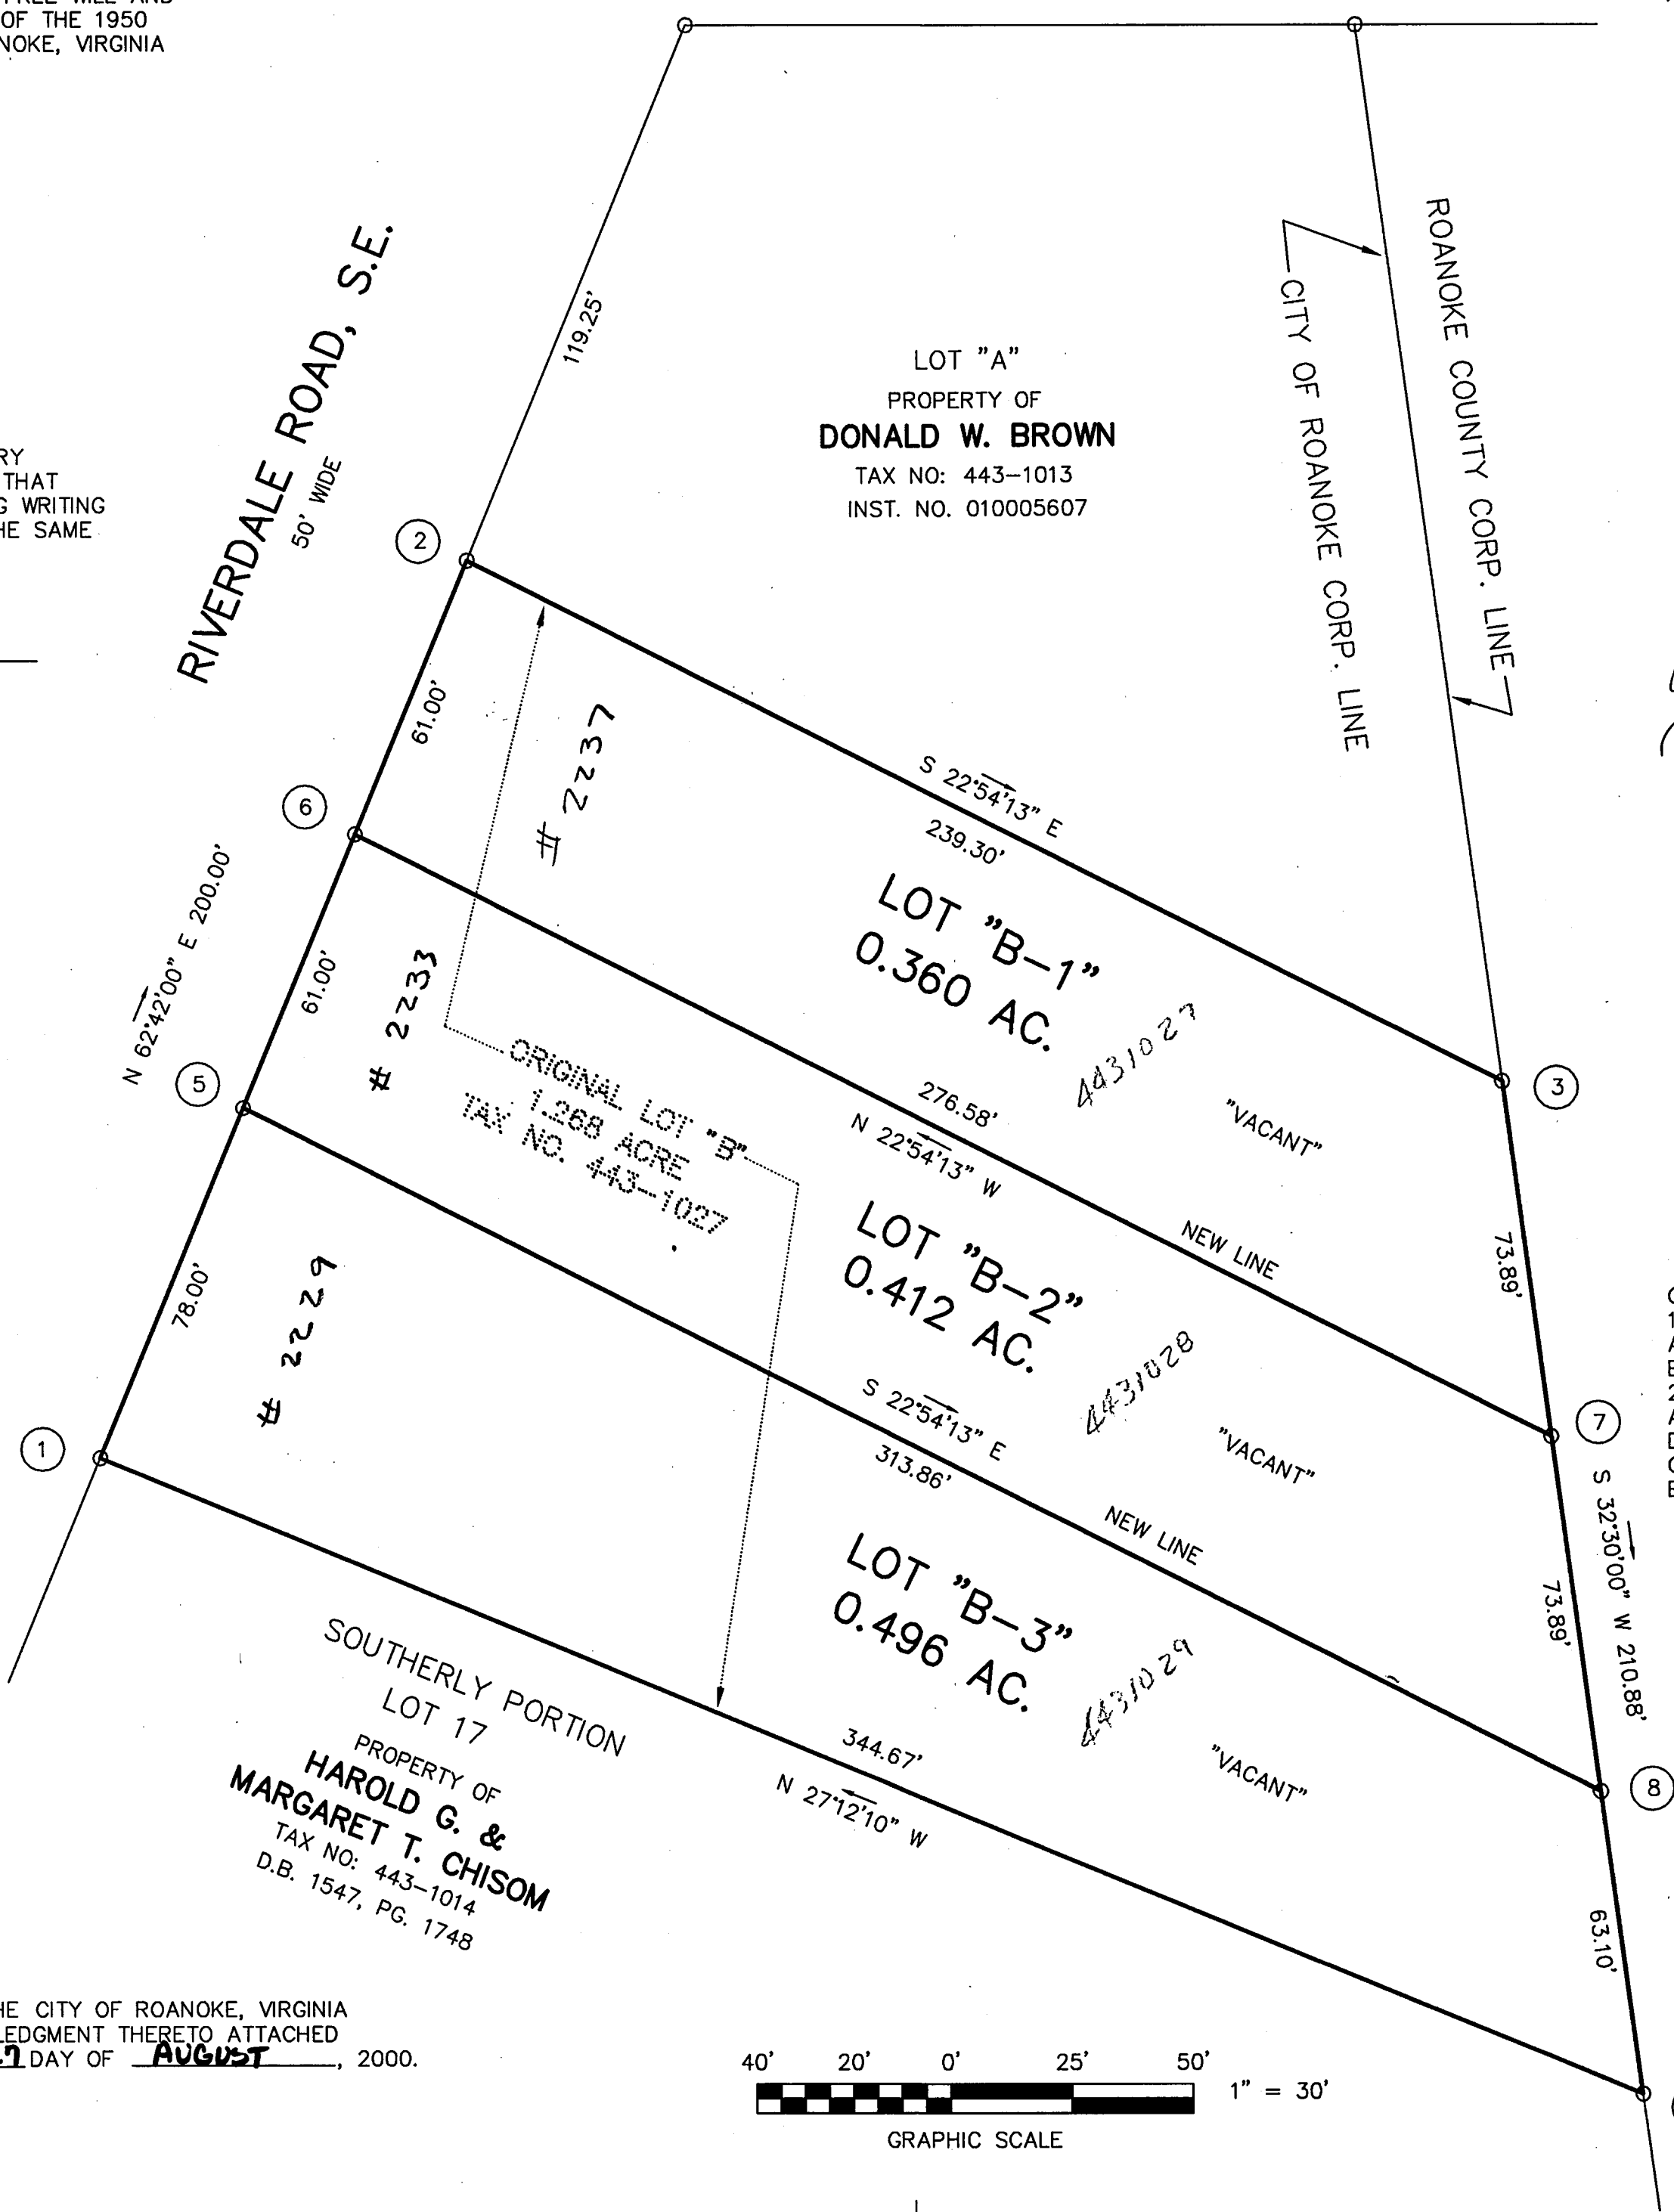 OF THE 1950
NOKE, VIRGINIA
RY
THAT
G WRITING
HE SAME
RIVERDALE ROAD, S.E.
50' WIDE
119.25'
LOT "A"
PROPERTY OF
DONALD W. BROWN
TAX NO: 443-1013
INST. NO. 010005607
CITY OF ROANOKE CORP. LINE
ROANOKE COUNTY CORP. LINE
2
61.00'
# 2237
S 22°54'13" E
239.30'
LOT "B-1"
0.360 AC.
4431027
"VACANT"
3
6
N 62°42'00" E 200.00'
61.00'
# 2233
ORIGINAL LOT "B"
1.268 ACRE
TAX NO. 443-1027
276.58'
N 22°54'13" W
NEW LINE
73.89'
5
LOT "B-2"
0.412 AC.
4431028
"VACANT"
7
78.00'
# 2229
S 22°54'13" E
313.86'
NEW LINE
S 32°30'00" W 210.88'
73.89'
1
LOT "B-3"
0.496 AC.
4431029
"VACANT"
8
344.67'
N 27°12'10" W
63.10'
SOUTHERLY PORTION
LOT 17
PROPERTY OF
HAROLD G. &
MARGARET T. CHISOM
TAX NO: 443-1014
D.B. 1547, PG. 1748
HE CITY OF ROANOKE, VIRGINIA
LEDGMENT THERETO ATTACHED
DAY OF AUGUST, 2000.
40' 20' 0' 25' 50'
1" = 30'
GRAPHIC SCALE